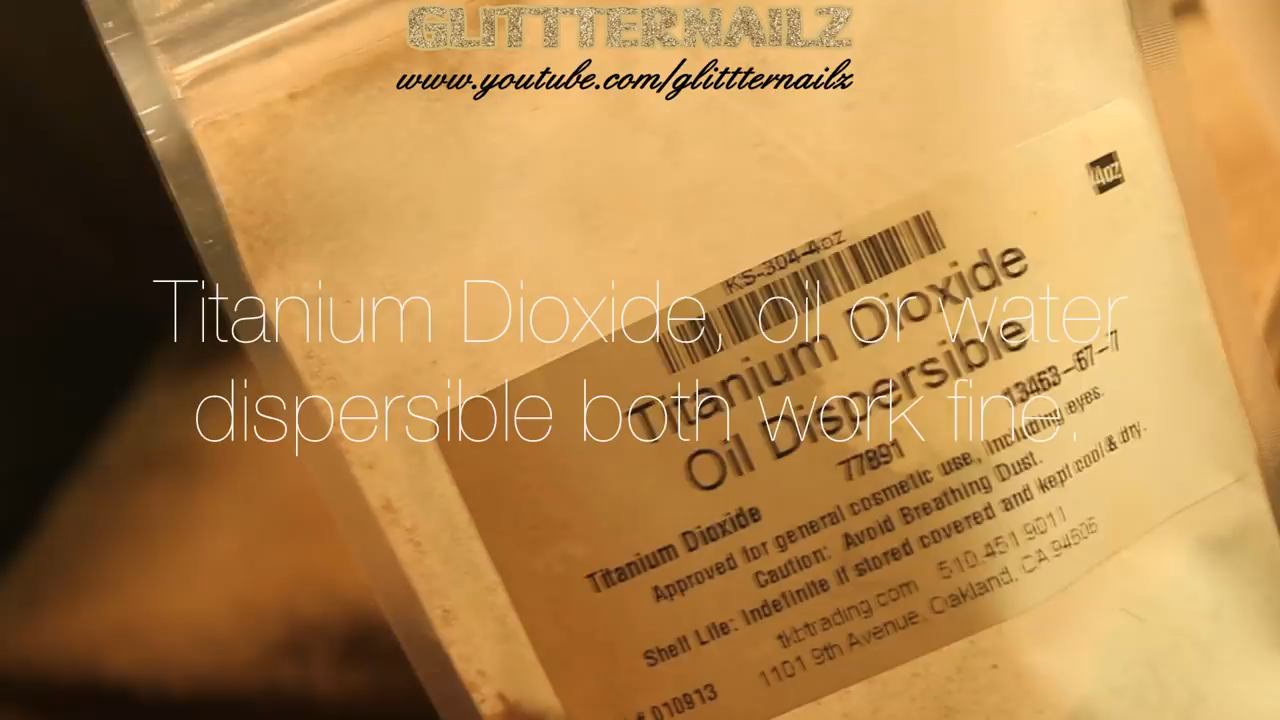 GLITTTERNAILZ
www.youtube.com/glittternailz
4oz
KS-304-4oz
Titanium Dioxide, oil or water
dispersible both work fine.
Titanium Dioxide
Oil Dispersible
77891 13463-67-7
Titanium Dioxide
Approved for general cosmetic use, including eyes.
Caution: Avoid Breathing Dust.
Shelf Life: Indefinite if stored covered and kept cool & dry.
tkbtrading.com 510.451.9011
1101 9th Avenue, Oakland, CA 94606
# 010913